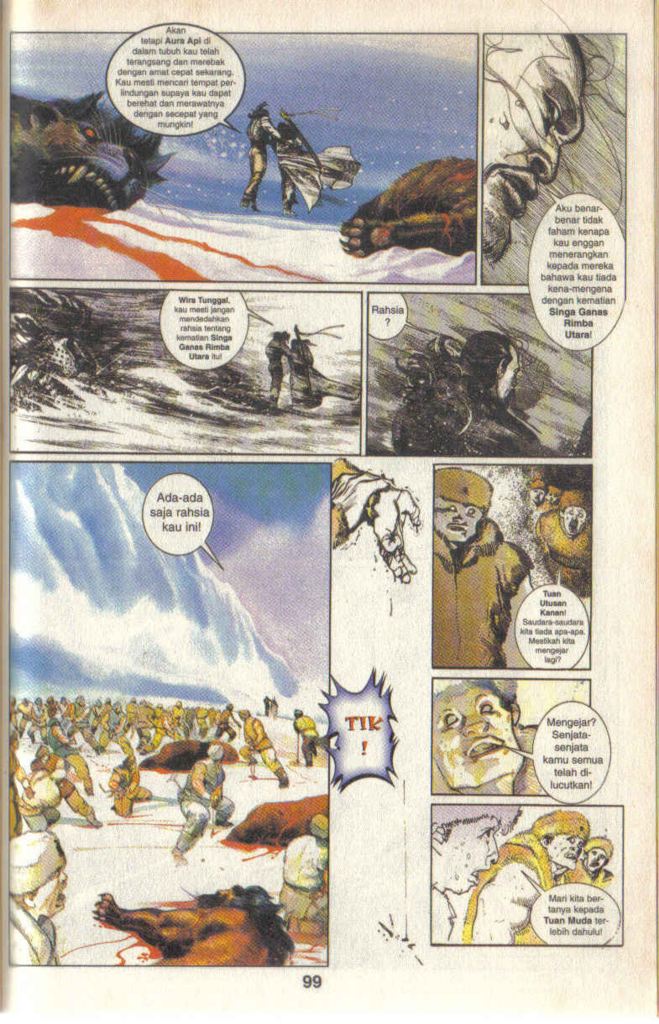 Akan
tetapi Aura Api di
dalam tubuh kau telah
terangsang dan merebak
dengan amat cepat sekarang.
Kau mesti mencari tempat per-
lindungan supaya kau dapat
berehat dan merawatnya
dengan secepat yang
mungkin!
Aku benar-
benar tidak
faham kenapa
kau enggan
menerangkan
kepada mereka
bahawa kau tiada
kena-mengena
dengan kematian
Singa Ganas
Rimba
Utara!
Wira Tunggal,
kau mesti jangan
mendedahkan
rahsia tentang
kematian Singa
Ganas Rimba
Utara itu!
Rahsia
?
Ada-ada
saja rahsia
kau ini!
TIK
!
Tuan
Utusan
Kanan!
Saudara-saudara
kita tiada apa-apa.
Mestikah kita
mengejar
lagi?
Mengejar?
Senjata-
senjata
kamu semua
telah di-
lucutkan!
Mari kita ber-
tanya kepada
Tuan Muda ter-
lebih dahulu!
99